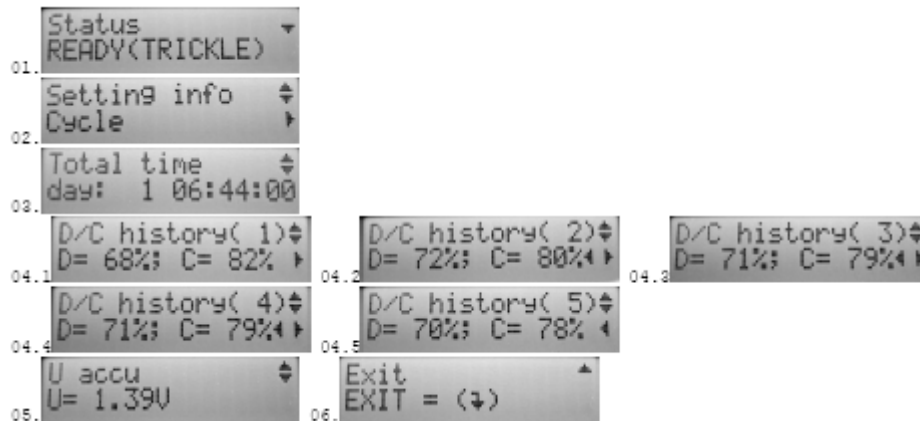 01. Status
READY(TRICKLE)
02. Setting info
Cycle
03. Total time
day: 1 06:44:00
04.1 D/C history( 1)
D= 68%; C= 82%
04.2 D/C history( 2)
D= 72%; C= 80%
04.3 D/C history( 3)
D= 71%; C= 79%
04.4 D/C history( 4)
D= 71%; C= 79%
04.5 D/C history( 5)
D= 70%; C= 78%
05. U accu
U= 1.39V
06. Exit
EXIT = (↴)